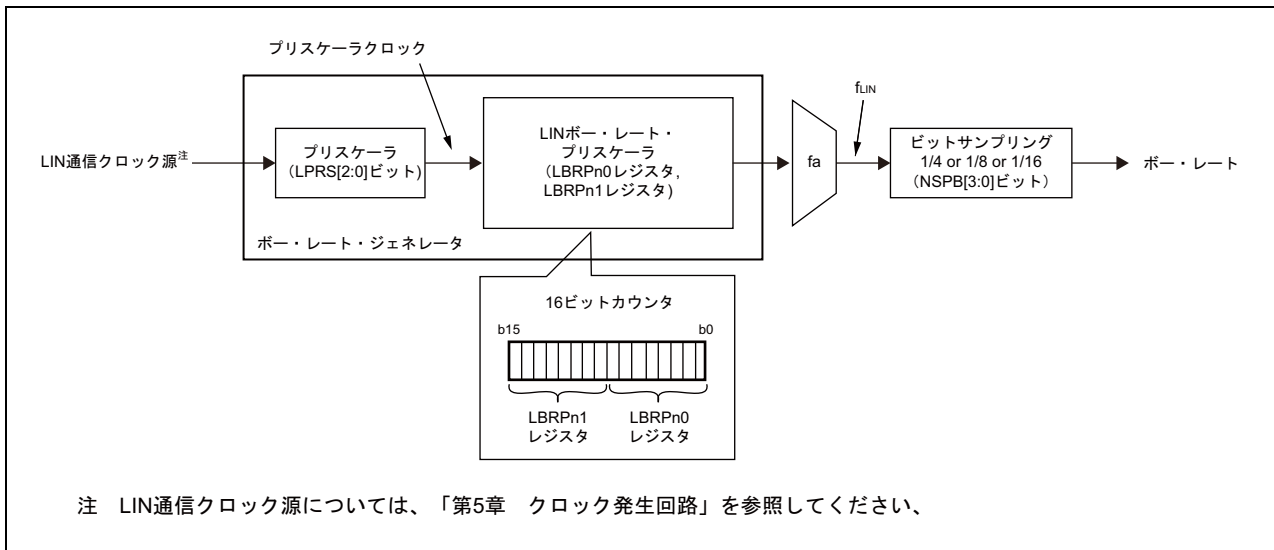 プリスケーラクロック
LIN通信クロック源注
プリスケーラ
（LPRS[2:0]ビット）
LINボー・レート・
プリスケーラ
（LBRPn0レジスタ,
LBRPn1レジスタ）
ボー・レート・ジェネレータ
fa
fLIN
ビットサンプリング
1/4 or 1/8 or 1/16
（NSPB[3:0]ビット）
ボー・レート
16ビットカウンタ
b15
b0
LBRPn1
レジスタ
LBRPn0
レジスタ
注　LIN通信クロック源については、「第5章　クロック発生回路」を参照してください、